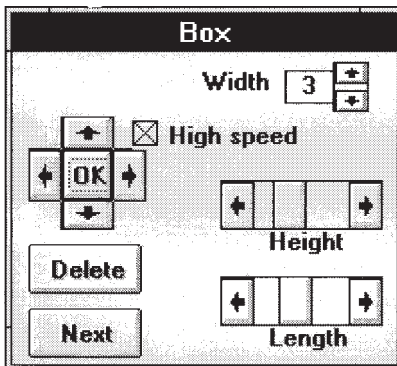 Box
Width 3
High speed
OK
Height
Delete
Length
Next